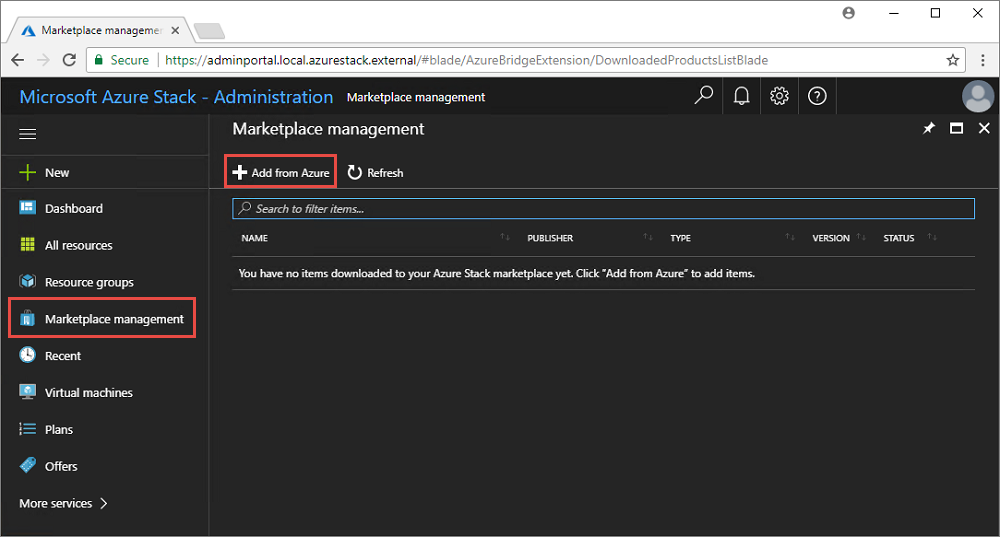 Marketplace managemen
Secure
https://adminportal.local.azurestack.external/#blade/AzureBridgeExtension/DownloadedProductsListBlade
Microsoft Azure Stack - Administration Marketplace management
Marketplace management
New
Add from Azure Refresh
Dashboard
Search to filter items...
All resources
NAME PUBLISHER TYPE VERSION STATUS
You have no items downloaded to your Azure Stack marketplace yet. Click "Add from Azure" to add items.
Resource groups
Marketplace management
Recent
Virtual machines
Plans
Offers
More services